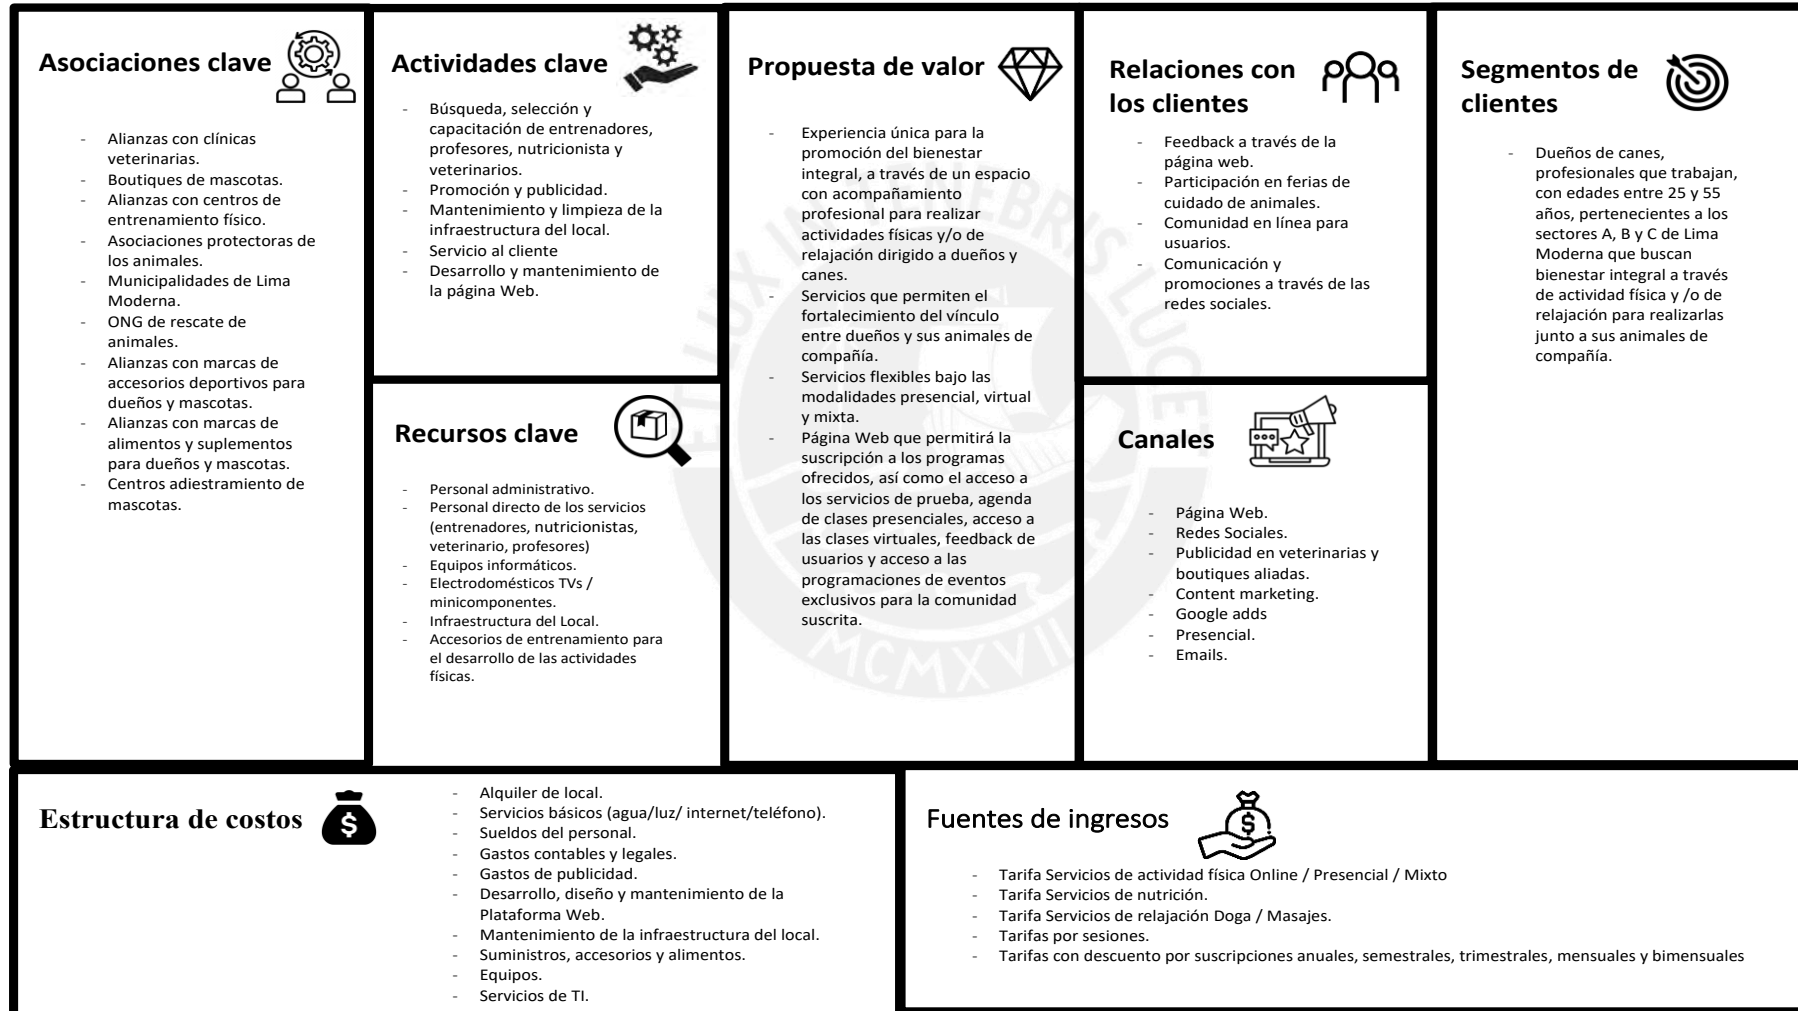 Asociaciones clave
- Alianzas con clínicas
veterinarias.
- Boutiques de mascotas.
- Alianzas con centros de
entrenamiento físico.
- Asociaciones protectoras de
los animales.
- Municipalidades de Lima
Moderna.
- ONG de rescate de
animales.
- Alianzas con marcas de
accesorios deportivos para
dueños y mascotas.
- Alianzas con marcas de
alimentos y suplementos
para dueños y mascotas.
- Centros adiestramiento de
mascotas.
Actividades clave
- Búsqueda, selección y
capacitación de entrenadores,
profesores, nutricionista y
veterinarios.
- Promoción y publicidad.
- Mantenimiento y limpieza de la
infraestructura del local.
- Servicio al cliente
- Desarrollo y mantenimiento de
la página Web.
Recursos clave
- Personal administrativo.
- Personal directo de los servicios
(entrenadores, nutricionistas,
veterinario, profesores)
- Equipos informáticos.
- Electrodomésticos TVs /
minicomponentes.
- Infraestructura del Local.
- Accesorios de entrenamiento para
el desarrollo de las actividades
físicas.
Propuesta de valor
- Experiencia única para la
promoción del bienestar
integral, a través de un espacio
con acompañamiento
profesional para realizar
actividades físicas y/o de
relajación dirigido a dueños y
canes.
- Servicios que permiten el
fortalecimiento del vínculo
entre dueños y sus animales de
compañía.
- Servicios flexibles bajo las
modalidades presencial, virtual
y mixta.
- Página Web que permitirá la
suscripción a los programas
ofrecidos, así como el acceso a
los servicios de prueba, agenda
de clases presenciales, acceso a
las clases virtuales, feedback de
usuarios y acceso a las
programaciones de eventos
exclusivos para la comunidad
suscrita.
Relaciones con
los clientes
- Feedback a través de la
página web.
- Participación en ferias de
cuidado de animales.
- Comunidad en línea para
usuarios.
- Comunicación y
promociones a través de las
redes sociales.
Canales
- Página Web.
- Redes Sociales.
- Publicidad en veterinarias y
boutiques aliadas.
- Content marketing.
- Google adds
- Presencial.
- Emails.
Segmentos de
clientes
- Dueños de canes,
profesionales que trabajan,
con edades entre 25 y 55
años, pertenecientes a los
sectores A, B y C de Lima
Moderna que buscan
bienestar integral a través
de actividad física y /o de
relajación para realizarlas
junto a sus animales de
compañía.
Estructura de costos
$
- Alquiler de local.
- Servicios básicos (agua/luz/ internet/teléfono).
- Sueldos del personal.
- Gastos contables y legales.
- Gastos de publicidad.
- Desarrollo, diseño y mantenimiento de la
Plataforma Web.
- Mantenimiento de la infraestructura del local.
- Suministros, accesorios y alimentos.
- Equipos.
- Servicios de TI.
Fuentes de ingresos
$
- Tarifa Servicios de actividad física Online / Presencial / Mixto
- Tarifa Servicios de nutrición.
- Tarifa Servicios de relajación Doga / Masajes.
- Tarifas por sesiones.
- Tarifas con descuento por suscripciones anuales, semestrales, trimestrales, mensuales y bimensuales
ET LUX IN TENEBRIS LUCET
MCMXVII